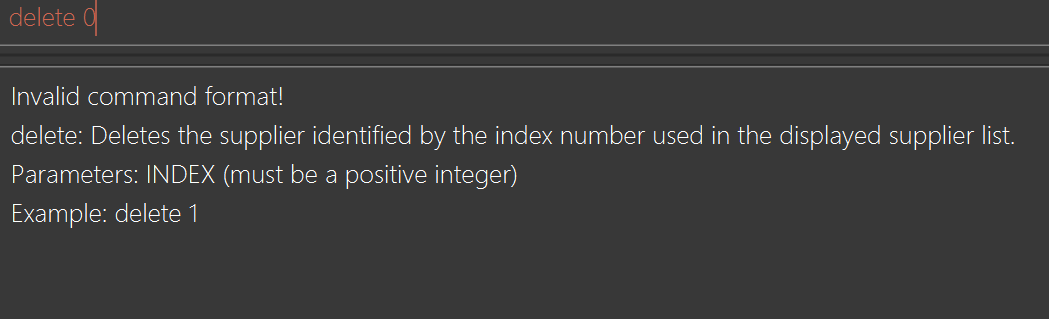 delete 0
Invalid command format!
delete: Deletes the supplier identified by the index number used in the displayed supplier list.
Parameters: INDEX (must be a positive integer)
Example: delete 1